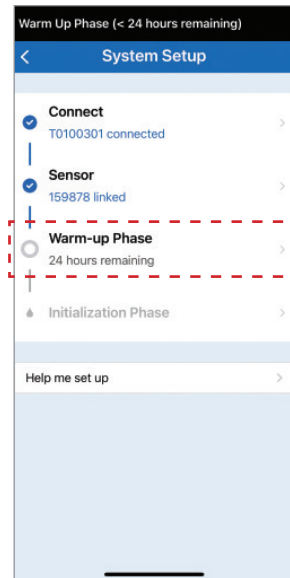 Warm Up Phase (< 24 hours remaining)
System Setup
Connect
T0100301 connected
Sensor
159878 linked
Warm-up Phase
24 hours remaining
Initialization Phase
Help me set up